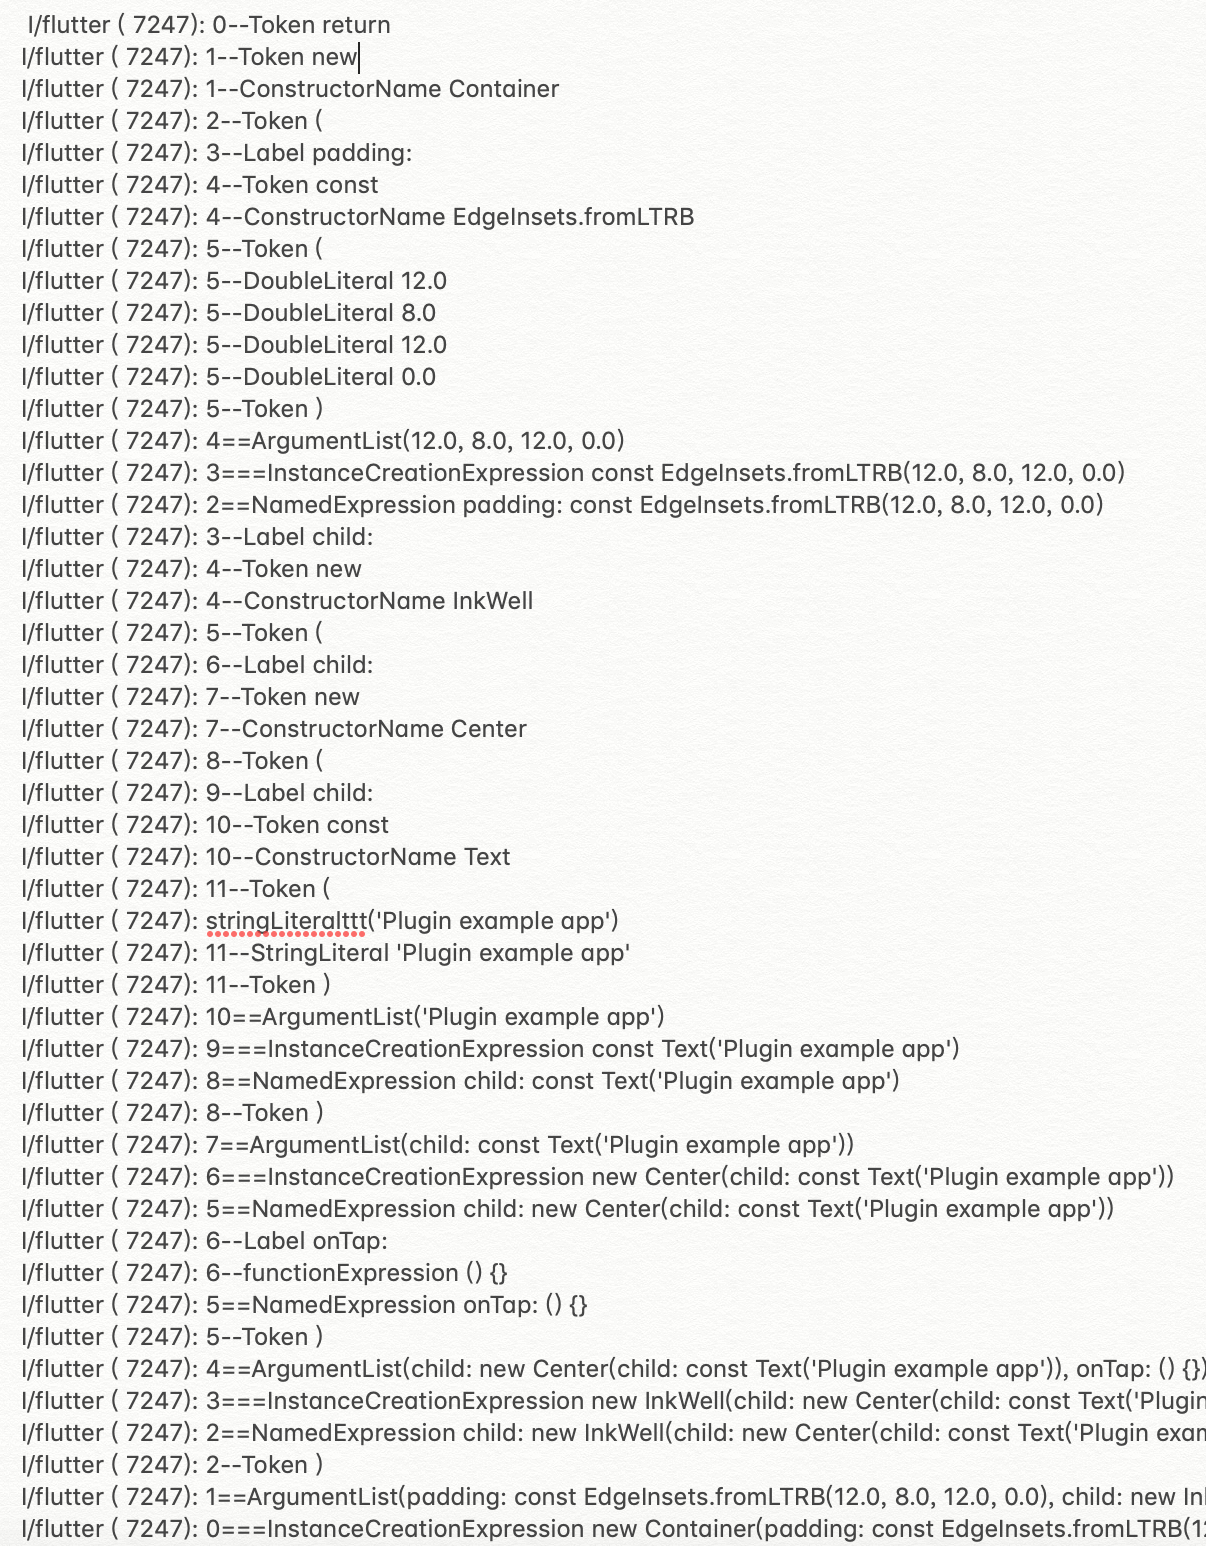 I/flutter ( 7247): 0--Token return
I/flutter ( 7247): 1--Token new
I/flutter ( 7247): 1--ConstructorName Container
I/flutter ( 7247): 2--Token (
I/flutter ( 7247): 3--Label padding:
I/flutter ( 7247): 4--Token const
I/flutter ( 7247): 4--ConstructorName EdgeInsets.fromLTRB
I/flutter ( 7247): 5--Token (
I/flutter ( 7247): 5--DoubleLiteral 12.0
I/flutter ( 7247): 5--DoubleLiteral 8.0
I/flutter ( 7247): 5--DoubleLiteral 12.0
I/flutter ( 7247): 5--DoubleLiteral 0.0
I/flutter ( 7247): 5--Token )
I/flutter ( 7247): 4==ArgumentList(12.0, 8.0, 12.0, 0.0)
I/flutter ( 7247): 3===InstanceCreationExpression const EdgeInsets.fromLTRB(12.0, 8.0, 12.0, 0.0)
I/flutter ( 7247): 2==NamedExpression padding: const EdgeInsets.fromLTRB(12.0, 8.0, 12.0, 0.0)
I/flutter ( 7247): 3--Label child:
I/flutter ( 7247): 4--Token new
I/flutter ( 7247): 4--ConstructorName InkWell
I/flutter ( 7247): 5--Token (
I/flutter ( 7247): 6--Label child:
I/flutter ( 7247): 7--Token new
I/flutter ( 7247): 7--ConstructorName Center
I/flutter ( 7247): 8--Token (
I/flutter ( 7247): 9--Label child:
I/flutter ( 7247): 10--Token const
I/flutter ( 7247): 10--ConstructorName Text
I/flutter ( 7247): 11--Token (
I/flutter ( 7247): stringLiteralttt('Plugin example app')
I/flutter ( 7247): 11--StringLiteral 'Plugin example app'
I/flutter ( 7247): 11--Token )
I/flutter ( 7247): 10==ArgumentList('Plugin example app')
I/flutter ( 7247): 9===InstanceCreationExpression const Text('Plugin example app')
I/flutter ( 7247): 8==NamedExpression child: const Text('Plugin example app')
I/flutter ( 7247): 8--Token )
I/flutter ( 7247): 7==ArgumentList(child: const Text('Plugin example app'))
I/flutter ( 7247): 6===InstanceCreationExpression new Center(child: const Text('Plugin example app'))
I/flutter ( 7247): 5==NamedExpression child: new Center(child: const Text('Plugin example app'))
I/flutter ( 7247): 6--Label onTap:
I/flutter ( 7247): 6--functionExpression () {}
I/flutter ( 7247): 5==NamedExpression onTap: () {}
I/flutter ( 7247): 5--Token )
I/flutter ( 7247): 4==ArgumentList(child: new Center(child: const Text('Plugin example app')), onTap: () {})
I/flutter ( 7247): 3===InstanceCreationExpression new InkWell(child: new Center(child: const Text('Plugin
I/flutter ( 7247): 2==NamedExpression child: new InkWell(child: new Center(child: const Text('Plugin exam
I/flutter ( 7247): 2--Token )
I/flutter ( 7247): 1==ArgumentList(padding: const EdgeInsets.fromLTRB(12.0, 8.0, 12.0, 0.0), child: new In
I/flutter ( 7247): 0===InstanceCreationExpression new Container(padding: const EdgeInsets.fromLTRB(12